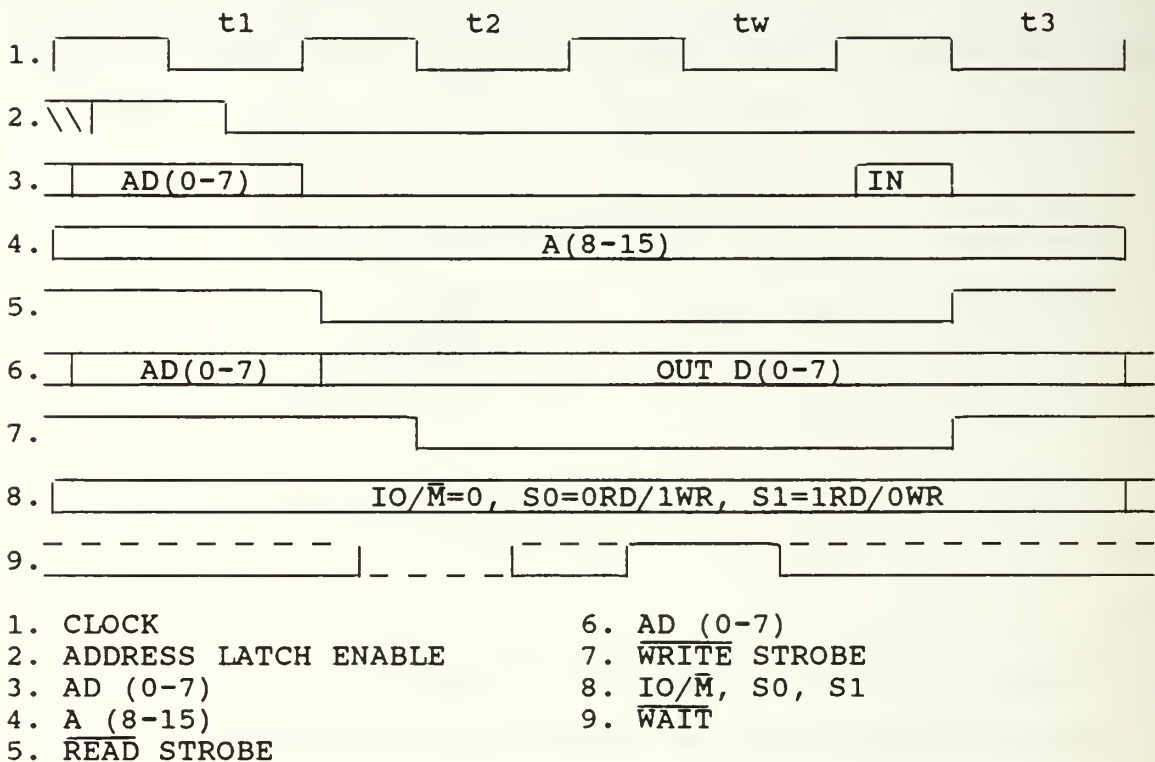 t1 t2 tw t3
1.
2.
3. AD(0-7) IN
4. A(8-15)
5.
6. AD(0-7) OUT D(0-7)
7.
8. IO/M̅=0, S0=0RD/1WR, S1=1RD/0WR
9.
1. CLOCK
2. ADDRESS LATCH ENABLE
3. AD (0-7)
4. A (8-15)
5. R̅E̅A̅D̅ STROBE
6. AD (0-7)
7. W̅R̅I̅T̅E̅ STROBE
8. IO/M̅, S0, S1
9. W̅A̅I̅T̅